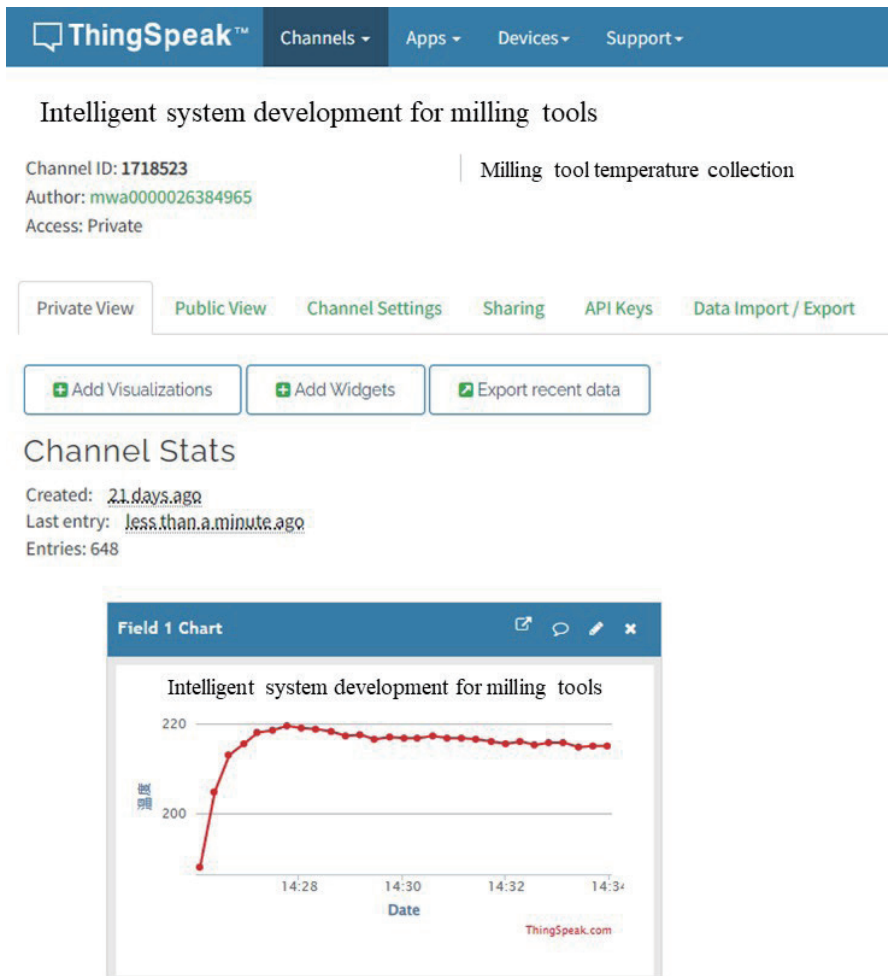 ThingSpeak™ Channels Apps Devices Support
Intelligent system development for milling tools
Channel ID: 1718523
Milling tool temperature collection
Author: mwa0000026384965
Access: Private
Private View Public View Channel Settings Sharing API Keys Data Import / Export
Add Visualizations Add Widgets Export recent data
Channel Stats
Created: 21 days ago
Last entry: less than a minute ago
Entries: 648
Field 1 Chart
Intelligent system development for milling tools
220
温度
200
14:28 14:30 14:32 14:34
Date
ThingSpeak.com